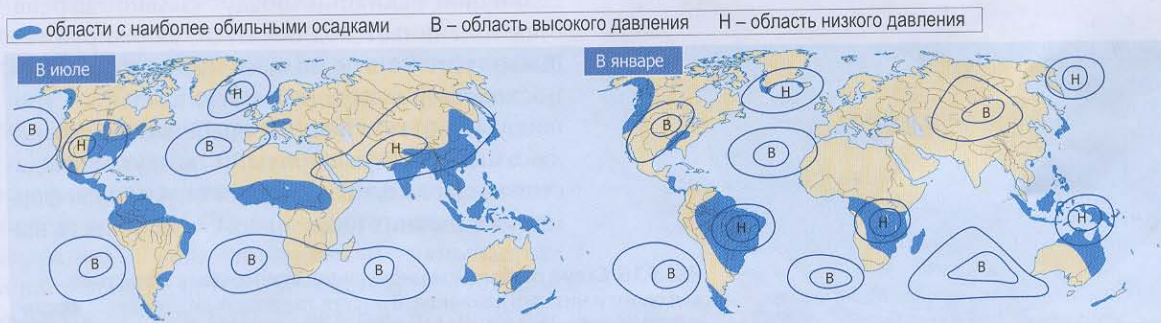 области с наиболее обильными осадками В – область высокого давления Н – область низкого давления
В июле
В январе
Н
В
Н
В
Н
В
В
В
Н
Н
В
В
В
Н
Н
Н
В
В
В